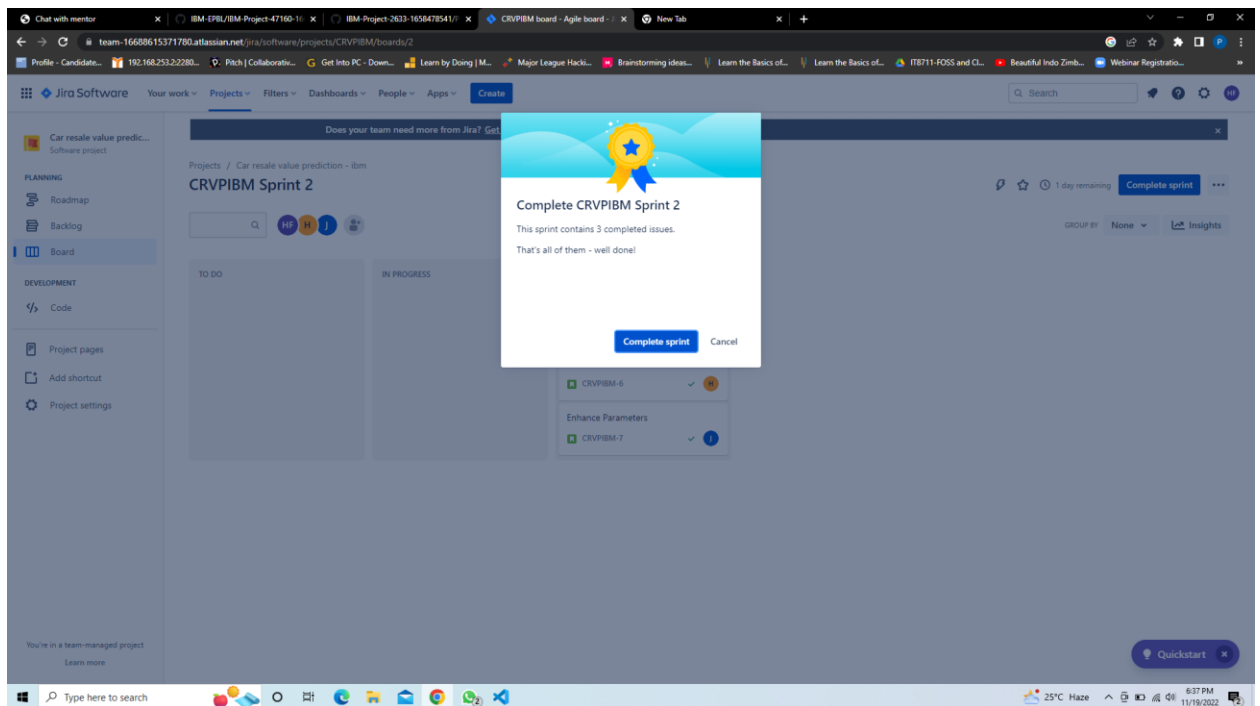 Chat with mentor
IBM-EPBL/IBM-Project-47160-16
IBM-Project-2633-1658478541/
CRVPIBM board - Agile board -
New Tab
team-16688615371780.atlassian.net/jira/software/projects/CRVPIBM/boards/2
Profile - Candidate... 192.168.253.2:2280... Pitch | Collaborativ... Get Into PC - Down... Learn by Doing | M... Major League Hacki... Brainstorming ideas... Learn the Basics of... Learn the Basics of... IT8711-FOSS and Cl... Beautiful Indo Zimb... Webinar Registratio... »
Jira Software Your work Projects Filters Dashboards People Apps Create Search HF
Car resale value predic...
Software project
Does your team need more from Jira? Get
Projects / Car resale value prediction - ibm
CRVPIBM Sprint 2
1 day remaining Complete sprint
HF H J
GROUP BY None Insights
PLANNING
Roadmap
Backlog
Board
DEVELOPMENT
Code
Project pages
Add shortcut
Project settings
TO DO
IN PROGRESS
Complete CRVPIBM Sprint 2
This sprint contains 3 completed issues.
That's all of them - well done!
Complete sprint Cancel
CRVPIBM-6 H
Enhance Parameters
CRVPIBM-7 J
You're in a team-managed project
Learn more
Quickstart
Type here to search
25°C Haze
6:37 PM
11/19/2022